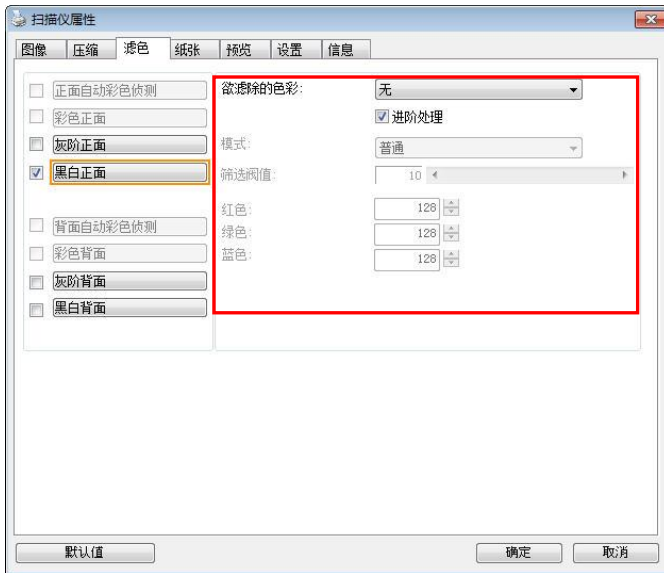 扫描仪属性
图像 压缩 滤色 纸张 预览 设置 信息
正面自动彩色侦测
彩色正面
灰阶正面
黑白正面
背面自动彩色侦测
彩色背面
灰阶背面
黑白背面
欲滤除的色彩: 无
进阶处理
模式: 普通
筛选阀值: 10
红色: 128
绿色: 128
蓝色: 128
默认值 确定 取消